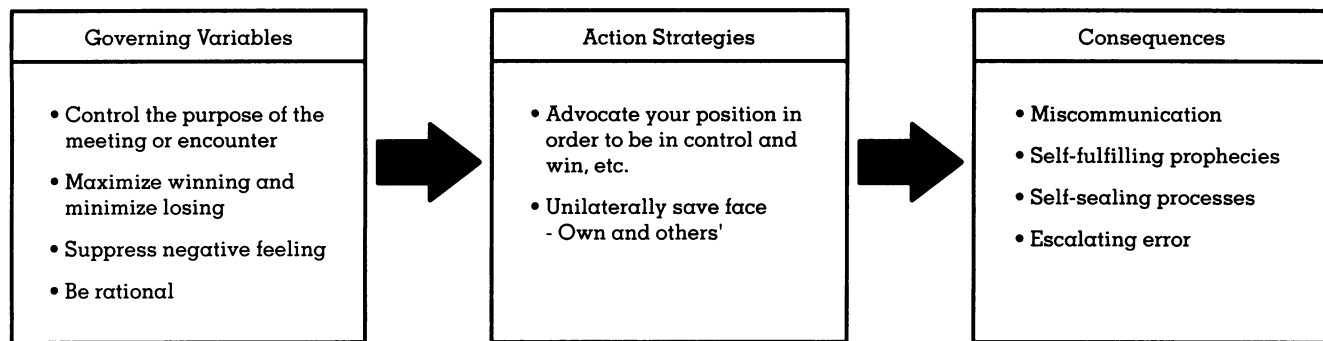 Governing Variables
• Control the purpose of the
meeting or encounter
• Maximize winning and
minimize losing
• Suppress negative feeling
• Be rational
Action Strategies
• Advocate your position in
order to be in control and
win, etc.
• Unilaterally save face
- Own and others'
Consequences
• Miscommunication
• Self-fulfilling prophecies
• Self-sealing processes
• Escalating error